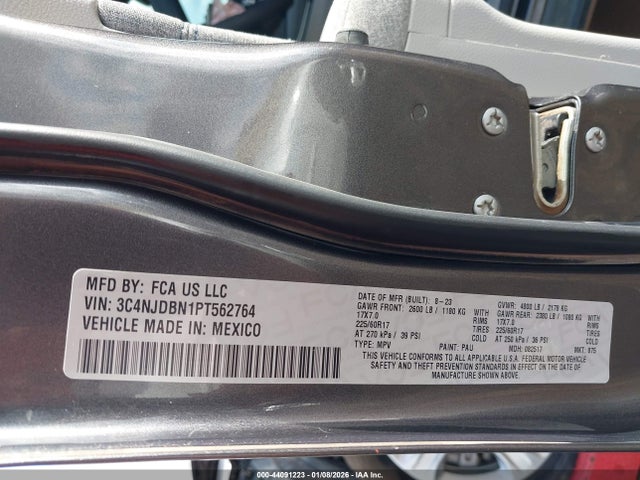 MFD BY: FCA US LLC
VIN: 3C4NJDBN1PT562764
VEHICLE MADE IN: MEXICO
DATE OF MFR (BUILT): 8-23 GVWR: 4800 LB / 2178 KG
GAWR FRONT: 2600 LB / 1180 KG RIMS GAWR REAR: 2380 LB / 1080 KG RIMS
17X7.0 TIRES 17X7.0 TIRES
225/60R17 COLD 225/60R17 COLD
AT 270 kPa / 39 PSI AT 250 kPa / 36 PSI
TYPE: MPV PAINT: PAU MDH: 082517 MKT: 875
THIS VEHICLE CONFORMS TO ALL APPLICABLE U.S.A. FEDERAL MOTOR VEHICLE
SAFETY AND THEFT PREVENTION STANDARDS IN EFFECT ON THE DATE OF
MANUFACTURE SHOWN ABOVE.
000-44091223 | 01/08/2026 - IAA, Inc.